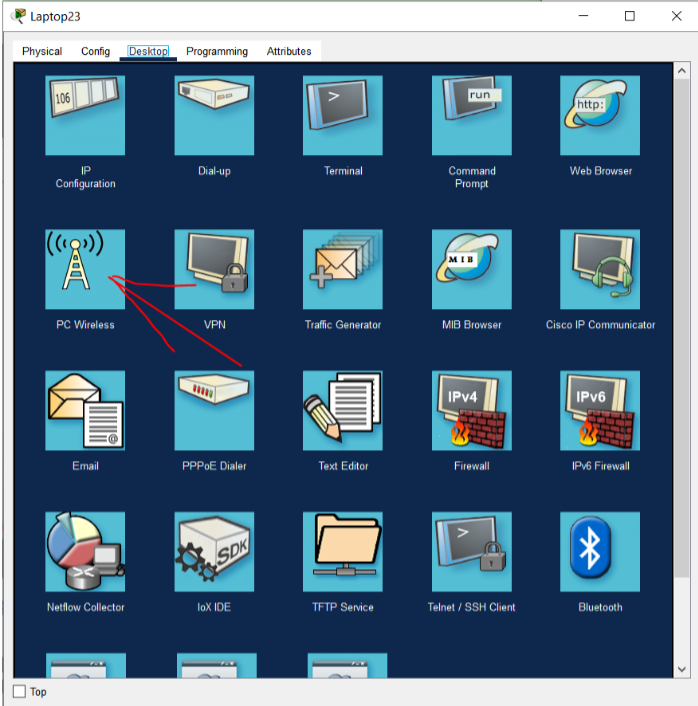 Laptop23
Physical Config Desktop Programming Attributes
106
>
run
http:
IP
Configuration
Dial-up
Terminal
Command
Prompt
Web Browser
M I B
PC Wireless
VPN
Traffic Generator
MIB Browser
Cisco IP Communicator
@
IPv4
IPv6
Email
PPPoE Dialer
Text Editor
Firewall
IPv6 Firewall
SDK
>
Netflow Collector
IoX IDE
TFTP Service
Telnet / SSH Client
Bluetooth
Top